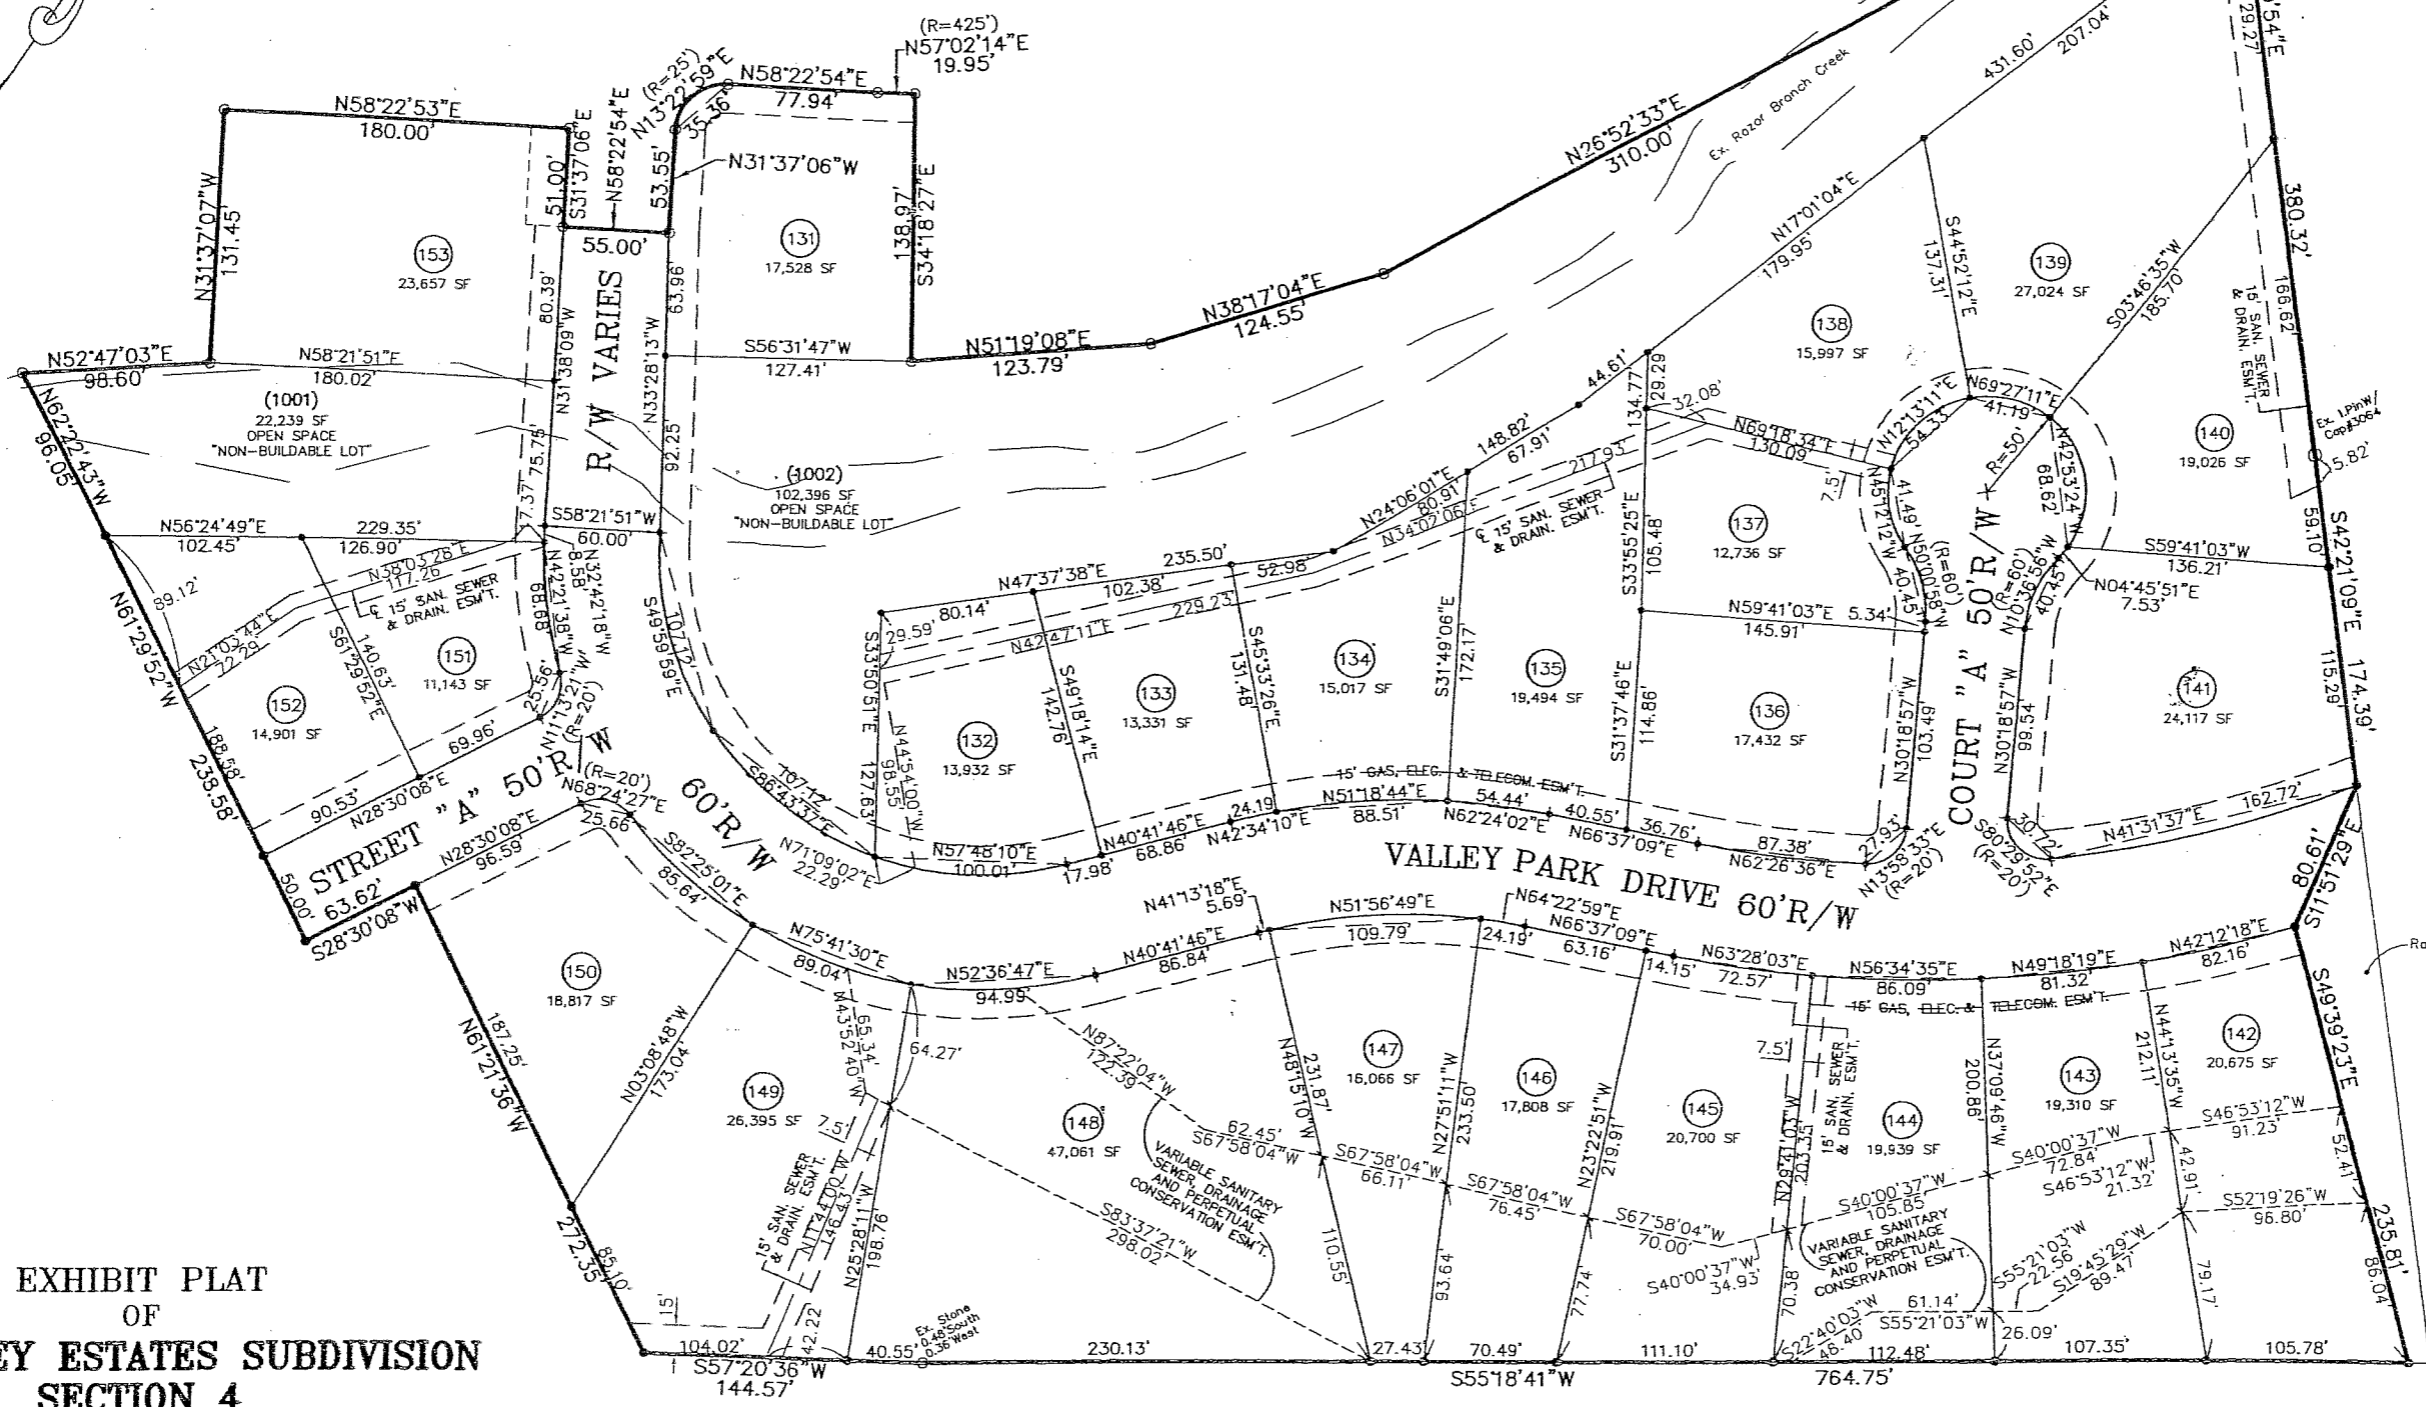 (R=425')
N57°02'14"E
19.95'
N58°22'53"E
180.00'
N31°37'07"W
131.45'
51.00'
S31°37'06"E
N58°22'54"E
55.00'
53.55'
N31°37'06"W
(R=25')
N13°22'59"E
35.36'
N58°22'54"E
77.94'
138.97'
S34°18'27"E
153
23,657 SF
131
17,528 SF
N52°47'03"E
98.60'
N58°21'51"E
180.02'
80.39'
N31°38'09"W
75.75'
17.37'
R/W VARIES
63.96'
N33°28'13"W
92.25'
S56°31'47"W
127.41'
N51°19'08"E
123.79'
N38°17'04"E
124.55'
N26°52'33"E
310.00'
Ex. Razor Branch Creek
431.60'
207.04'
29.27'
54"E
380.32'
166.62'
15' SAN. SEWER
& DRAIN. ESM'T.
(1001)
22,239 SF
OPEN SPACE
"NON-BUILDABLE LOT"
(1002)
102,396 SF
OPEN SPACE
"NON-BUILDABLE LOT"
N62°22'43"W
96.05'
N56°24'49"E
229.35'
102.45'
126.90'
S58°21'51"W
60.00'
8.58'
N32°42'18"W
N42°21'38"W
68.68'
89.12'
N61°29'52"W
188.58'
238.58'
N21°03'44"E
72.29'
N38°03'28"E
117.26
℄ 15' SAN. SEWER
& DRAIN. ESM'T.
S61°29'52"E
140.63'
151
11,143 SF
152
14,901 SF
25.56'
N11°13'21"W
(R=20')
69.96'
90.53'
N28°30'08"E
STREET "A" 50'R/W
50.00'
63.62'
S28°30'08"W
N28°30'08"E
96.59'
(R=20')
N68°24'27"E
25.66'
60'R/W
S49°59'59"E
107.12'
107.12'
S86°43'37"E
S82°25'01"E
85.64'
N71°09'02"E
22.29'
N17°01'04"E
179.95'
S44°52'12"E
137.31'
S03°46'35"W
185.70'
139
27,024 SF
138
15,997 SF
140
19,026 SF
Ex. I.Pin W/
Cap#3064
5.82'
59.10'
44.61'
148.82'
67.91'
134.77'
29.29
32.08'
N69°18'34"E
130.09'
N12°13'11"E
54.33'
N69°27'11"E
41.19'
R=50'
N42°53'24"W
68.62'
7.5'
N45°12'12"W
41.49'
N50°00'58"W
(R=60')
40.45'
N10°36'56"W
(R=60')
40.45'
N04°45'51"E
7.53'
S59°41'03"W
136.21'
S42°21'09"E
174.39'
115.29'
217.93'
N24°06'01"E
80.91'
N34°02'06"E
℄ 15' SAN. SEWER
& DRAIN. ESM'T.
S33°55'25"E
105.48'
137
12,736 SF
N59°41'03"E
5.34'
145.91'
N47°37'38"E
235.50'
80.14'
102.38'
52.98'
29.59'
N42°47'11"E
229.23'
S33°50'51"E
127.63'
N44°54'00"W
98.55'
132
13,932 SF
S49°18'14"E
142.76'
133
13,331 SF
S45°33'26"E
131.48'
134
15,017 SF
S31°49'06"E
172.17'
135
19,494 SF
S31°37'46"E
114.86'
136
17,432 SF
N30°18'57"W
103.49'
COURT "A" 50'R/W
N30°18'57"W
99.54'
141
24,117 SF
N57°48'10"E
100.01'
17.98'
N40°41'46"E
68.86'
24.19'
N42°34'10"E
15' GAS, ELEC. & TELECOM. ESM'T.
N51°18'44"E
88.51'
54.44'
N62°24'02"E
40.55'
N66°37'09"E
36.76'
87.38'
N62°26'36"E
27.93'
N13°58'33"E
(R=20')
30.72'
S80°29'52"E
(R=20')
N41°31'37"E
162.72'
80.61'
S11°51'29"E
VALLEY PARK DRIVE 60'R/W
N75°41'30"E
89.04'
N52°36'47"E
94.99'
N40°41'46"E
86.84'
N41°13'18"E
5.69'
N51°56'49"E
109.79'
N64°22'59"E
24.19'
N66°37'09"E
63.16'
14.15'
N63°28'03"E
72.57'
N56°34'35"E
86.09'
N49°18'19"E
81.32'
N42°12'18"E
82.16'
15' GAS, ELEC. & TELECOM. ESM'T.
150
18,817 SF
187.25'
N61°21'36"W
272.35'
85.10'
N03°08'48"W
173.04'
149
26,395 SF
65.34'
N43°52'40"W
64.27'
7.5'
15' SAN. SEWER
& DRAIN. ESM'T.
N11°44'00"W
146.43'
N25°28'11"W
198.76'
148
47,061 SF
N87°22'04"W
122.39'
62.45'
S67°58'04"W
VARIABLE SANITARY
SEWER, DRAINAGE
AND PERPETUAL
CONSERVATION ESM'T.
S83°37'21"W
298.02'
N48°15'10"W
231.87'
110.55'
147
16,066 SF
S67°58'04"W
66.11'
N27°51'11"W
233.50'
93.64'
146
17,808 SF
S67°58'04"W
76.45'
N23°22'51"W
219.91'
77.74'
145
20,700 SF
S67°58'04"W
70.00'
S40°00'37"W
34.93'
7.5'
15' SAN. SEWER
& DRAIN. ESM'T.
N29°41'03"W
203.35'
70.38'
144
19,939 SF
S40°00'37"W
105.85'
VARIABLE SANITARY
SEWER, DRAINAGE
AND PERPETUAL
CONSERVATION ESM'T.
S22°40'03"W
46.40'
61.14'
S55°21'03"W
N37°09'46"W
200.86'
26.09'
143
19,310 SF
S40°00'37"W
72.84'
S46°53'12"W
21.32'
S55°21'03"W
22.56'
S19°45'29"W
89.47'
N44°13'35"W
212.11'
42.91'
79.17'
142
20,675 SF
S46°53'12"W
91.23'
S52°19'26"W
96.80'
S49°39'23"E
52.41'
235.81'
86.04'
15'
104.02'
42.22
S57°20'36"W
144.57'
40.55'
Ex. Stone
0.48'South
0.36'West
230.13'
27.43'
70.49'
111.10'
112.48'
107.35'
105.78'
S55°18'41"W
764.75'
EXHIBIT PLAT
OF
EY ESTATES SUBDIVISION
SECTION 4